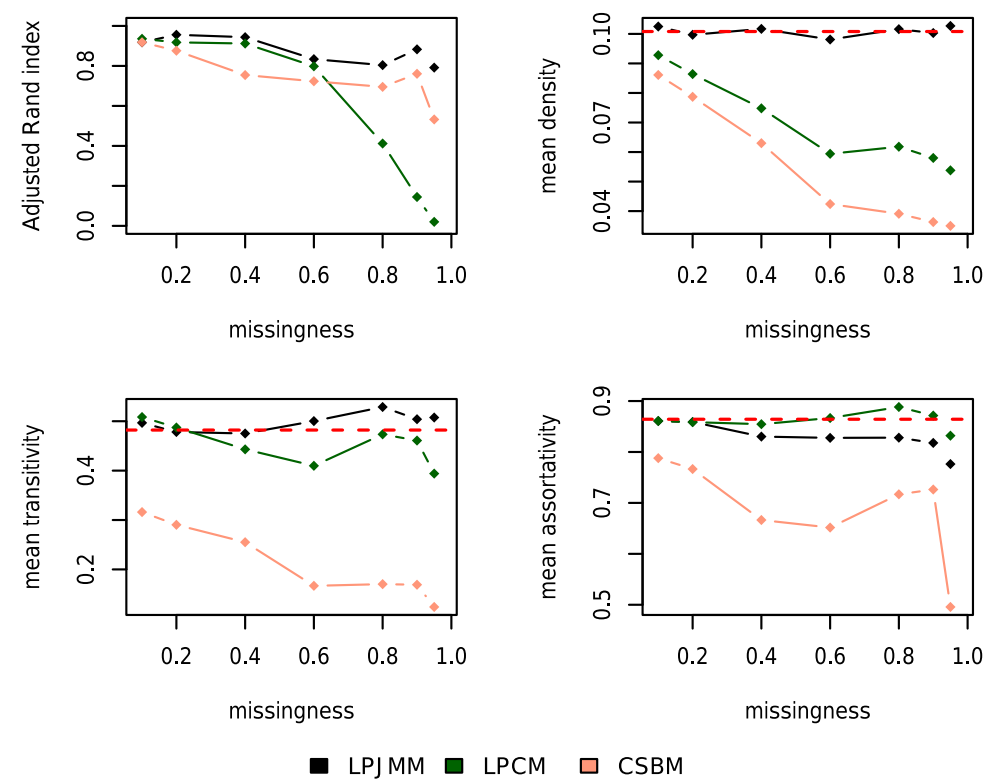 Adjusted Rand index
0.0 0.4 0.8
0.2 0.4 0.6 0.8 1.0
missingness
mean density
0.04 0.07 0.10
0.2 0.4 0.6 0.8 1.0
missingness
mean transitivity
0.2 0.4
0.2 0.4 0.6 0.8 1.0
missingness
mean assortativity
0.5 0.7 0.9
0.2 0.4 0.6 0.8 1.0
missingness
LPJMM LPCM CSBM